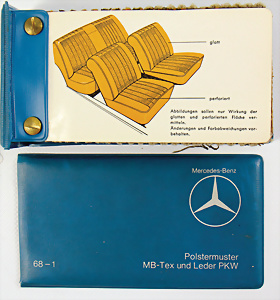 glatt
perforiert
Abbildungen sollen nur Wirkung der
glatten und perforierten Fläche ver-
mitteln.
Änderungen und Farbabweichungen vor-
behalten.
Mercedes-Benz
Polstermuster
68-1
MB-Tex und Leder PKW